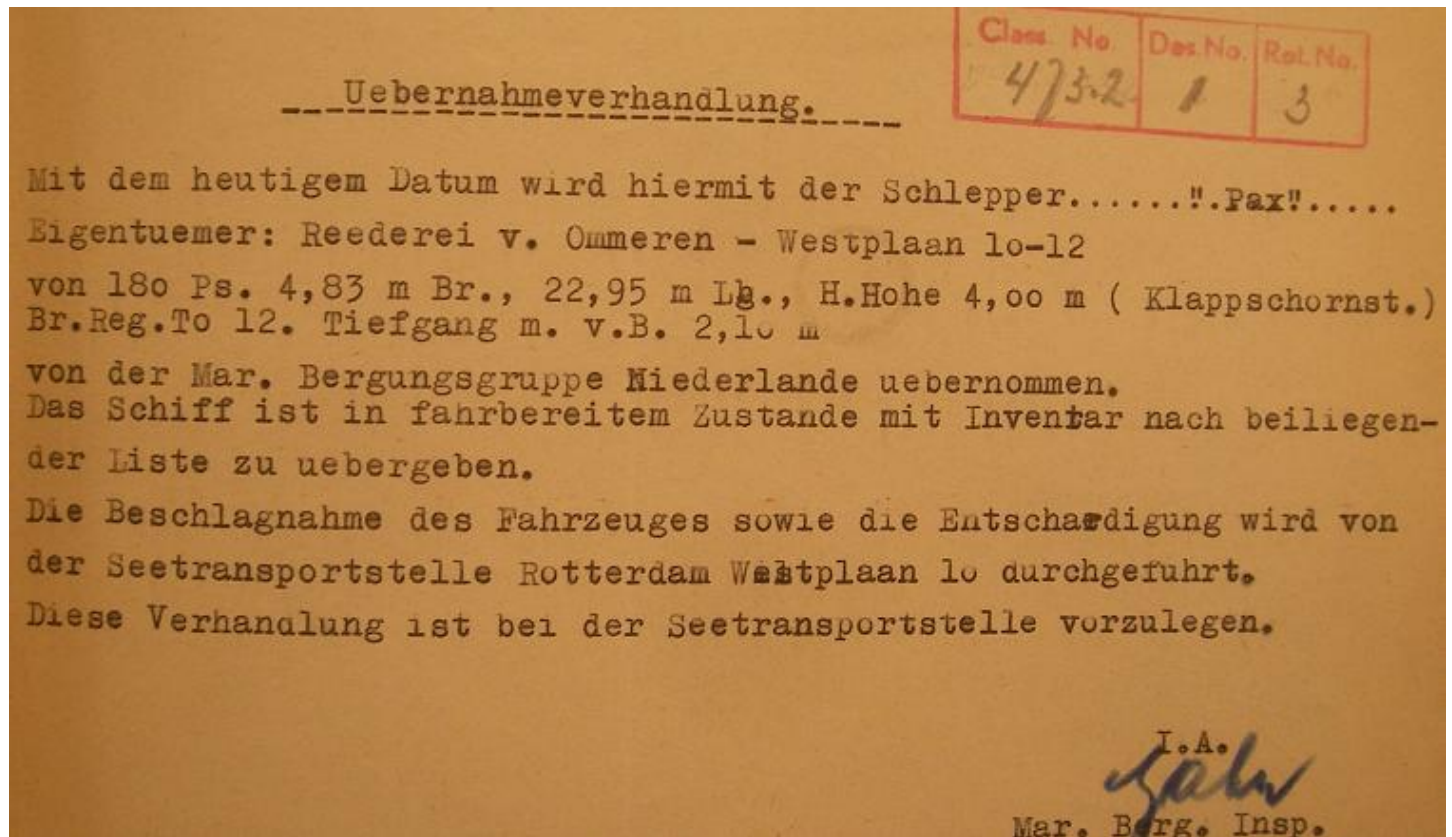 Class. No. Des. No. Rol. No.
473.2. 1 3
Uebernahmeverhandlung.
Mit dem heutigem Datum wird hiermit der Schlepper......".Pax".....
Eigentuemer: Reederei v. Ommeren - Westplaan lo-12
von 18o Ps. 4,83 m Br., 22,95 m Lg., H.Hohe 4,oo m ( Klappschornst.)
Br.Reg.To 12. Tiefgang m. v.B. 2,1o m
von der Mar. Bergungsgruppe Niederlande uebernommen.
Das Schiff ist in fahrbereitem Zustande mit Inventar nach beiliegen-
der Liste zu uebergeben.
Die Beschlagnahme des Fahrzeuges sowie die Entschaedigung wird von
der Seetransportstelle Rotterdam Westplaan lo durchgefuhrt.
Diese Verhandlung ist bei der Seetransportstelle vorzulegen.
I.A.
Mar. Berg. Insp.